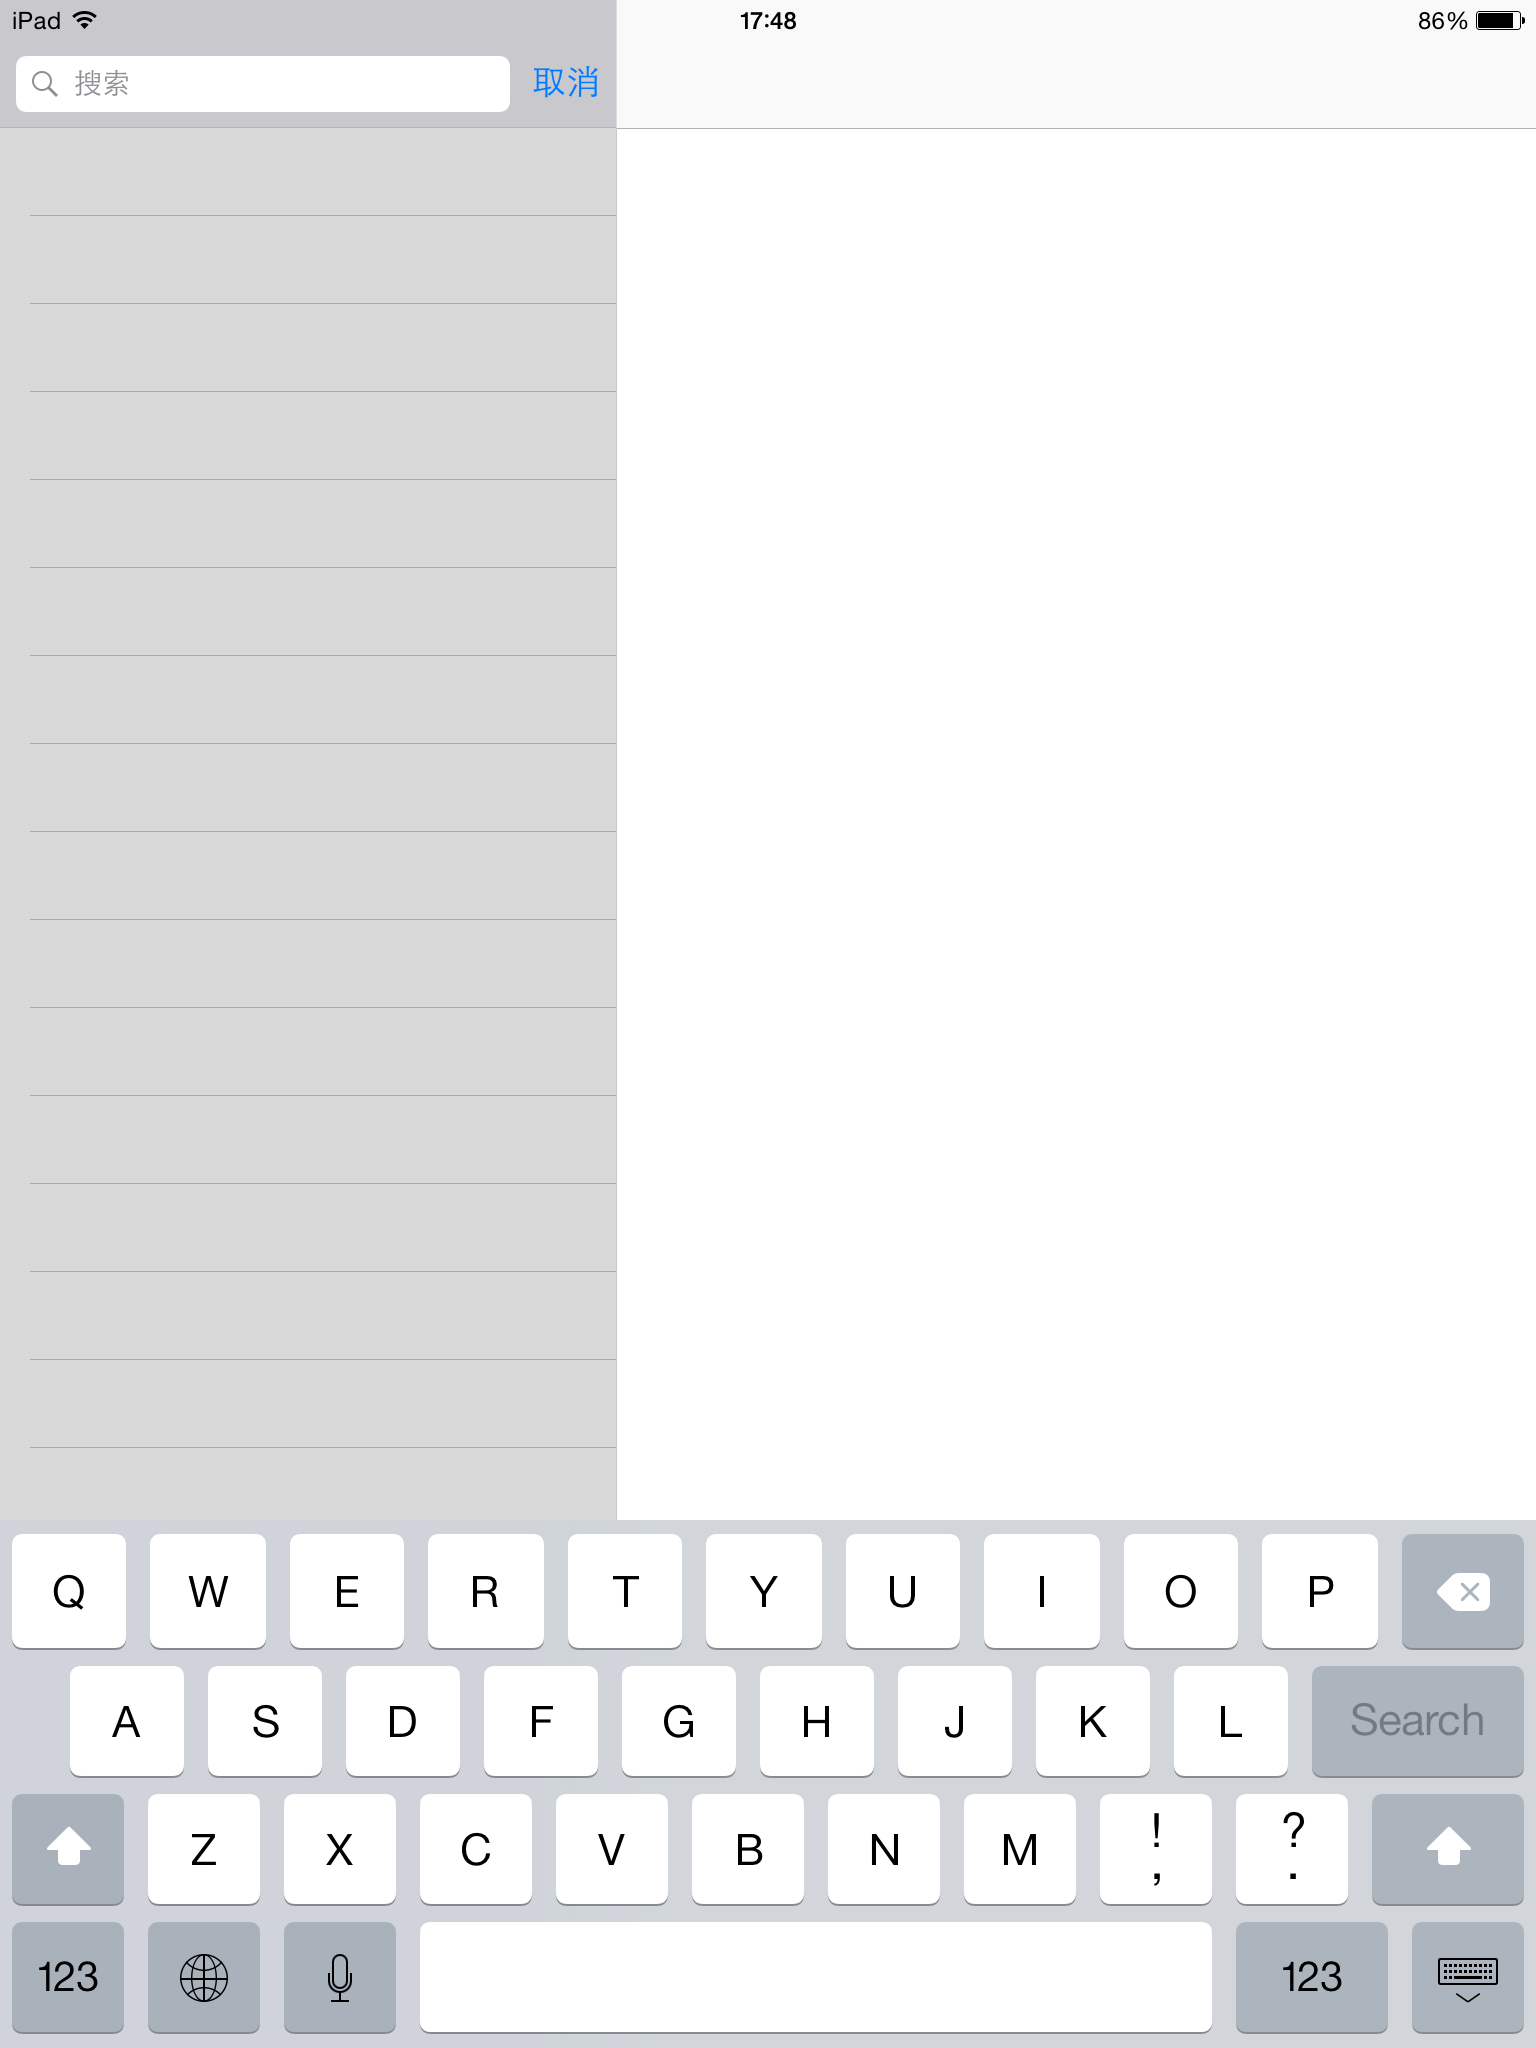 iPad 17:48 86%
搜索 取消
Q W E R T Y U I O P
A S D F G H J K L Search
Z X C V B N M ! , ? .
123 123